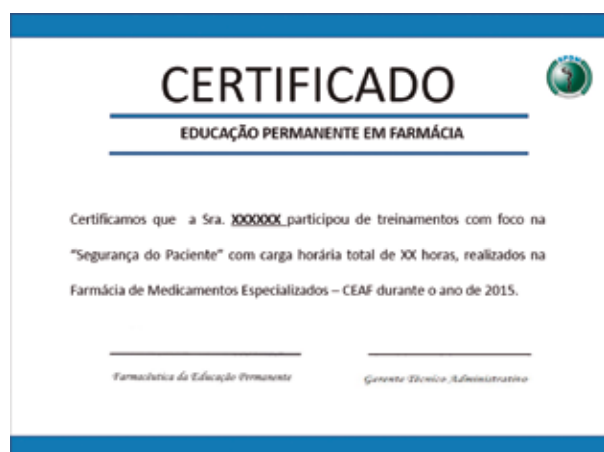 SPDM
CERTIFICADO
EDUCAÇÃO PERMANENTE EM FARMÁCIA
Certificamos que a Sra. XXXXXX participou de treinamentos com foco na
"Segurança do Paciente" com carga horária total de XX horas, realizados na
Farmácia de Medicamentos Especializados – CEAF durante o ano de 2015.
Farmacêutica da Educação Permanente
Gerente Técnico Administrativo